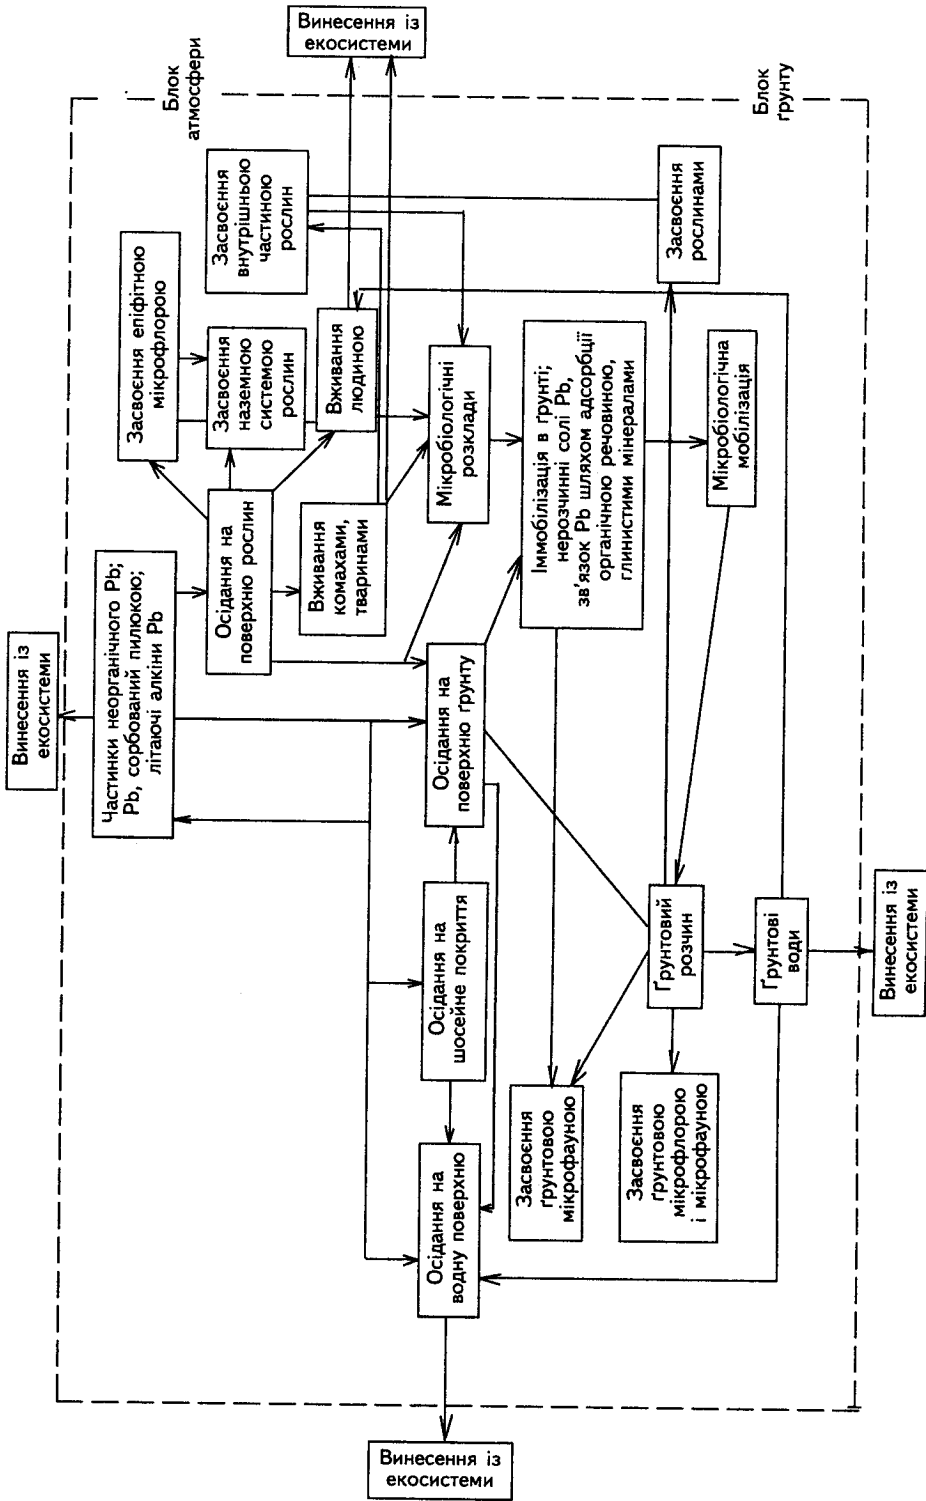 Винесення із
екосистеми
Блок
атмосфери
Винесення із
екосистеми
Частинки неорганічного Pb;
Pb, сорбований пилюкою;
літаючі алкіни Pb
Засвоєння епіфітною
мікрофлорою
Засвоєння
внутрішньою
частиною
рослин
Осідання на
поверхню рослин
Засвоєння
наземною
системою
рослин
Вживання
комахами,
тваринами
Вживання
людиною
Осідання на
водну поверхню
Осідання на
шосейне покриття
Осідання на
поверхню ґрунту
Мікробіологічні
розклади
Винесення із
екосистеми
Засвоєння
ґрунтовою
мікрофауною
Іммобілізація в ґрунті;
нерозчинні солі Pb,
зв'язок Pb шляхом адсорбції
органічною речовиною,
глинистими мінералами
Засвоєння
ґрунтовою
мікрофлорою
і мікрофауною
Ґрунтовий
розчин
Засвоєння
рослинами
Мікробіологічна
мобілізація
Ґрунтові
води
Блок
ґрунту
Винесення із
екосистеми